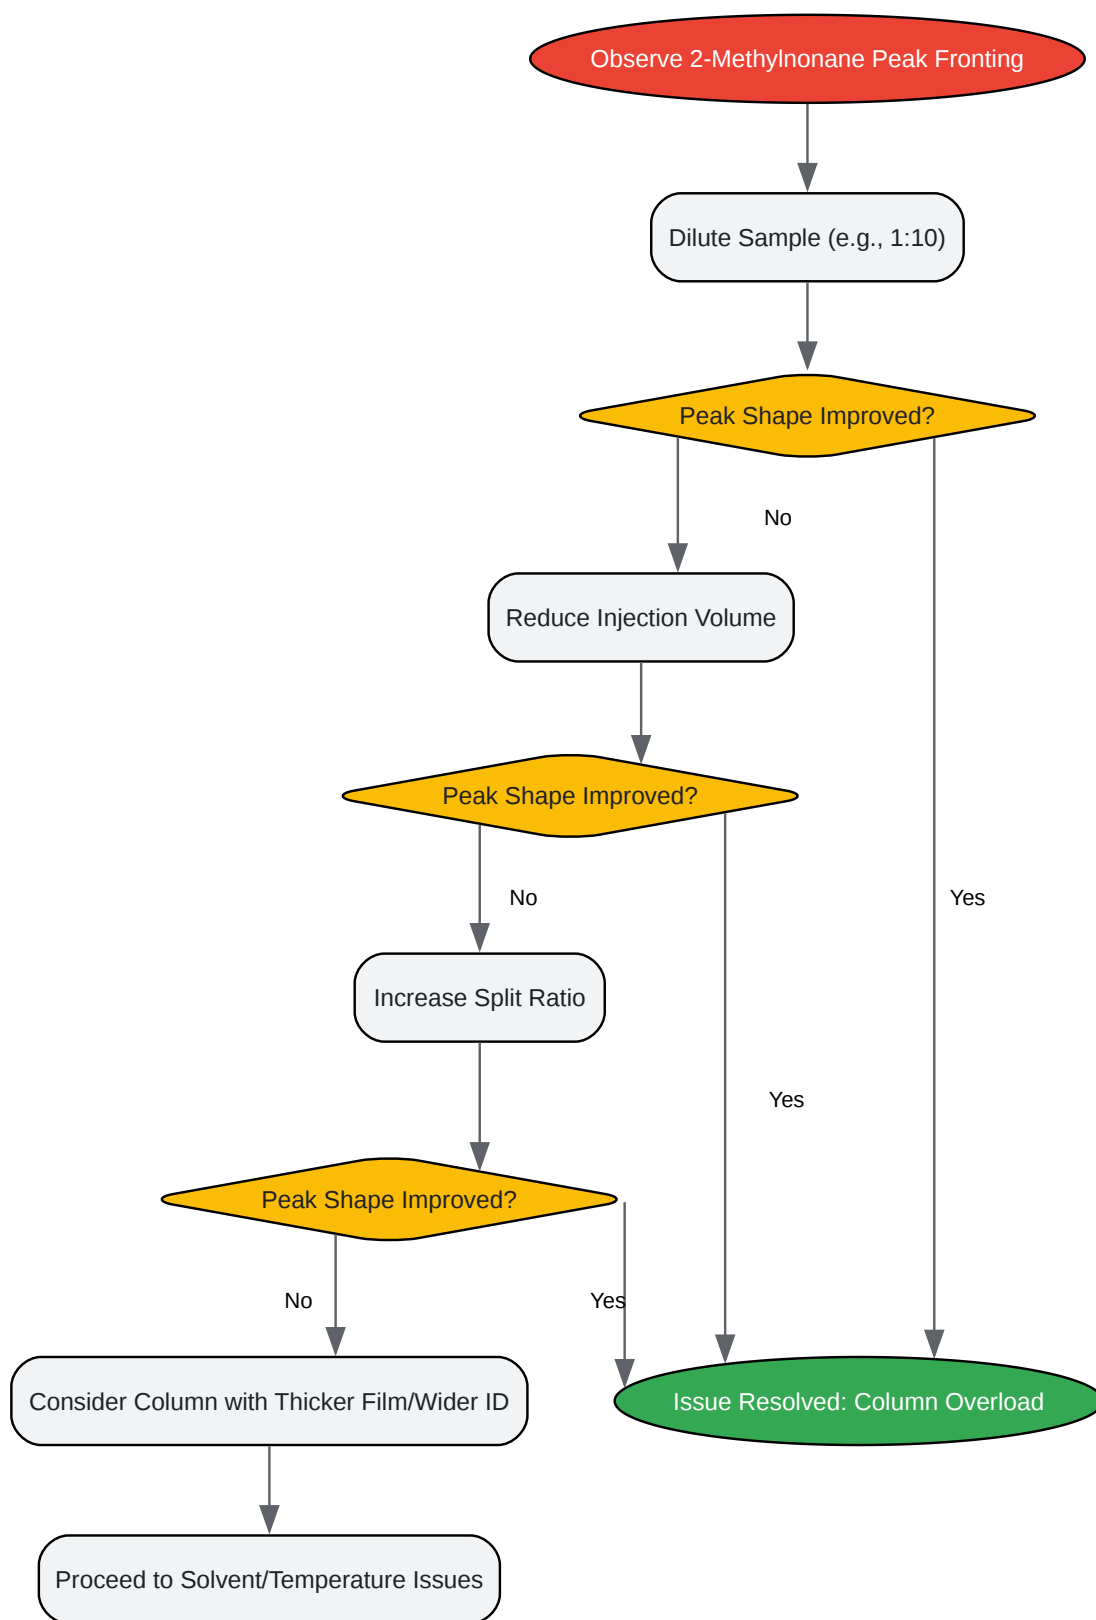 Observe 2-Methylnonane Peak Fronting
Dilute Sample (e.g., 1:10)
Peak Shape Improved?
No
Reduce Injection Volume
Peak Shape Improved?
No
Yes
Increase Split Ratio
Yes
Peak Shape Improved?
No
Yes
Consider Column with Thicker Film/Wider ID
Issue Resolved: Column Overload
Proceed to Solvent/Temperature Issues